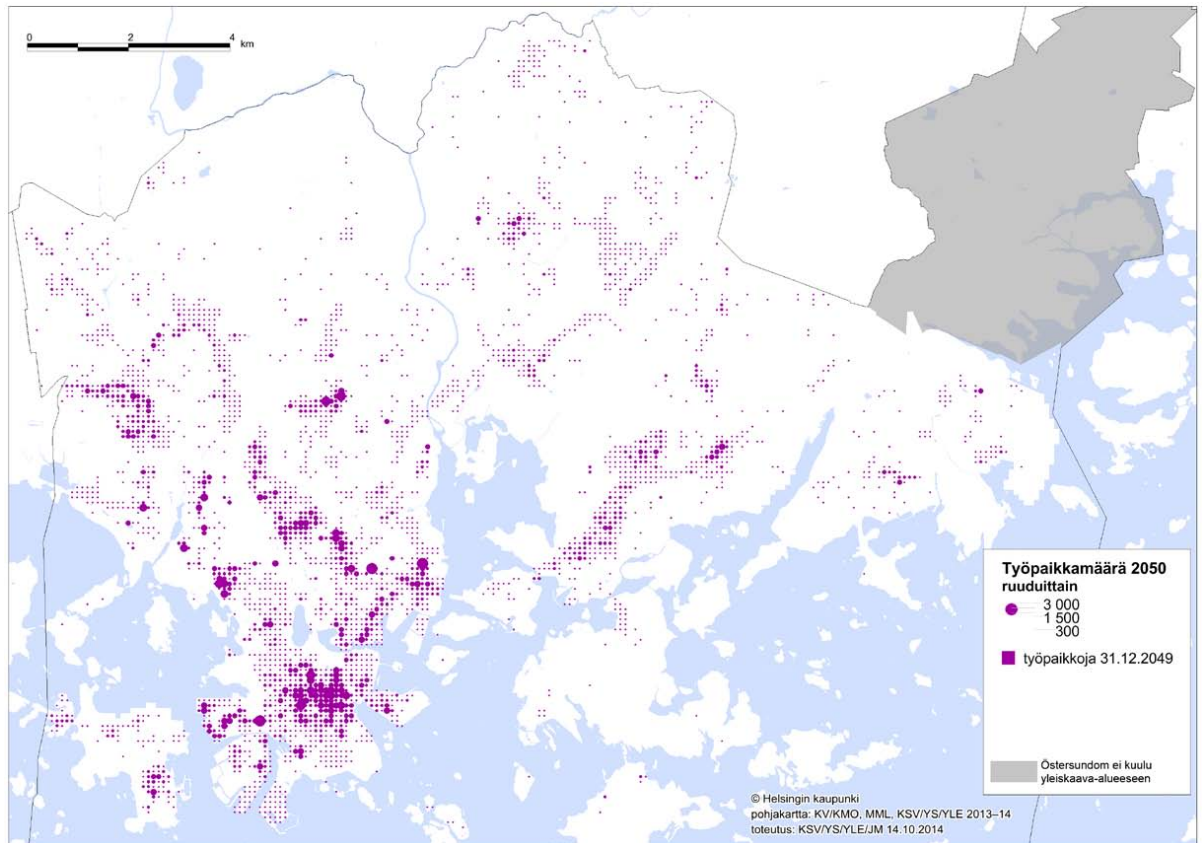 0 2 4
km
Työpaikkamäärä 2050
ruuduittain
3 000
1 500
300
työpaikkoja 31.12.2049
Östersundom ei kuulu
yleiskaava-alueeseen
© Helsingin kaupunki
pohjakartta: KV/KMO, MML, KSV/YS/YLE 2013–14
toteutus: KSV/YS/YLE/JM 14.10.2014